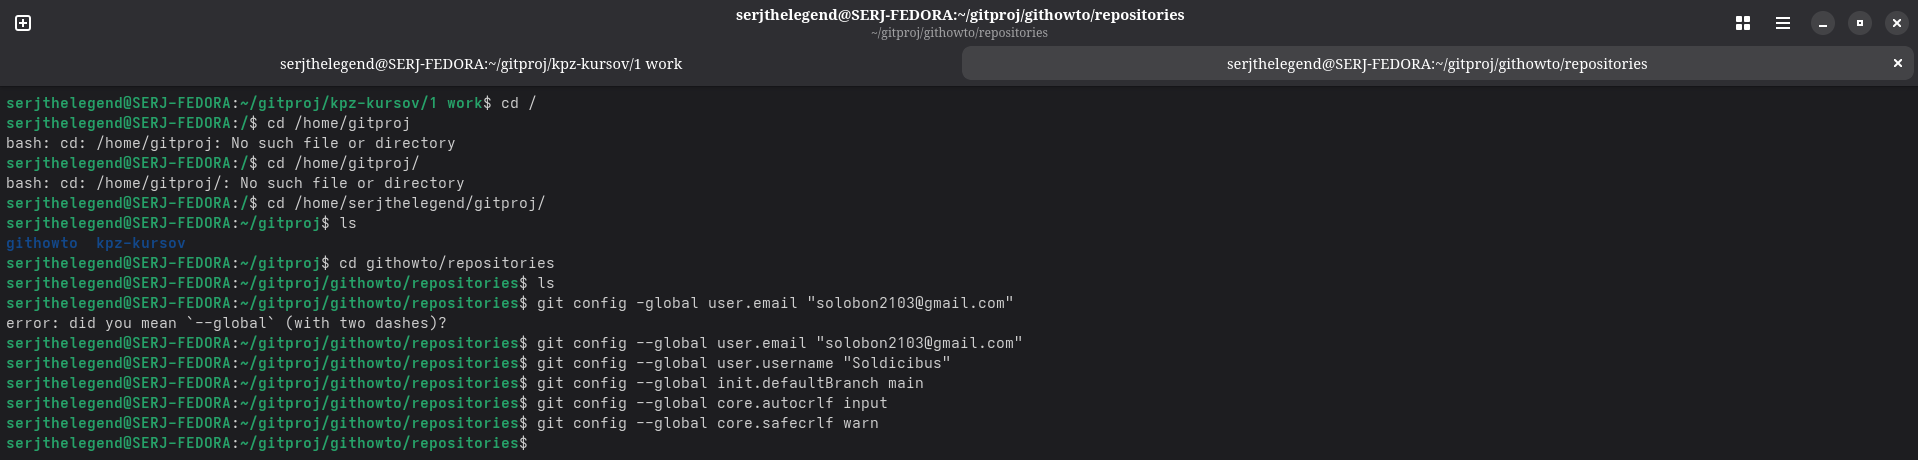 serjthelegend@SERJ-FEDORA:~/gitproj/githowto/repositories
~/gitproj/githowto/repositories
serjthelegend@SERJ-FEDORA:~/gitproj/kpz-kursov/1 work
serjthelegend@SERJ-FEDORA:~/gitproj/githowto/repositories
serjthelegend@SERJ-FEDORA:~/gitproj/kpz-kursov/1 work$ cd /
serjthelegend@SERJ-FEDORA:/$ cd /home/gitproj
bash: cd: /home/gitproj: No such file or directory
serjthelegend@SERJ-FEDORA:/$ cd /home/gitproj/
bash: cd: /home/gitproj/: No such file or directory
serjthelegend@SERJ-FEDORA:/$ cd /home/serjthelegend/gitproj/
serjthelegend@SERJ-FEDORA:~/gitproj$ ls
githowto  kpz-kursov
serjthelegend@SERJ-FEDORA:~/gitproj$ cd githowto/repositories
serjthelegend@SERJ-FEDORA:~/gitproj/githowto/repositories$ ls
serjthelegend@SERJ-FEDORA:~/gitproj/githowto/repositories$ git config -global user.email "solobon2103@gmail.com"
error: did you mean `--global` (with two dashes)?
serjthelegend@SERJ-FEDORA:~/gitproj/githowto/repositories$ git config --global user.email "solobon2103@gmail.com"
serjthelegend@SERJ-FEDORA:~/gitproj/githowto/repositories$ git config --global user.username "Soldicibus"
serjthelegend@SERJ-FEDORA:~/gitproj/githowto/repositories$ git config --global init.defaultBranch main
serjthelegend@SERJ-FEDORA:~/gitproj/githowto/repositories$ git config --global core.autocrlf input
serjthelegend@SERJ-FEDORA:~/gitproj/githowto/repositories$ git config --global core.safecrlf warn
serjthelegend@SERJ-FEDORA:~/gitproj/githowto/repositories$